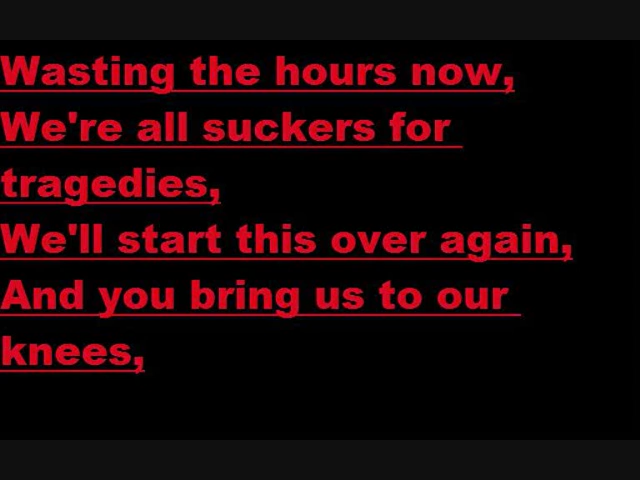 Wasting the hours now,
We're all suckers for
tragedies,
We'll start this over again,
And you bring us to our
knees,